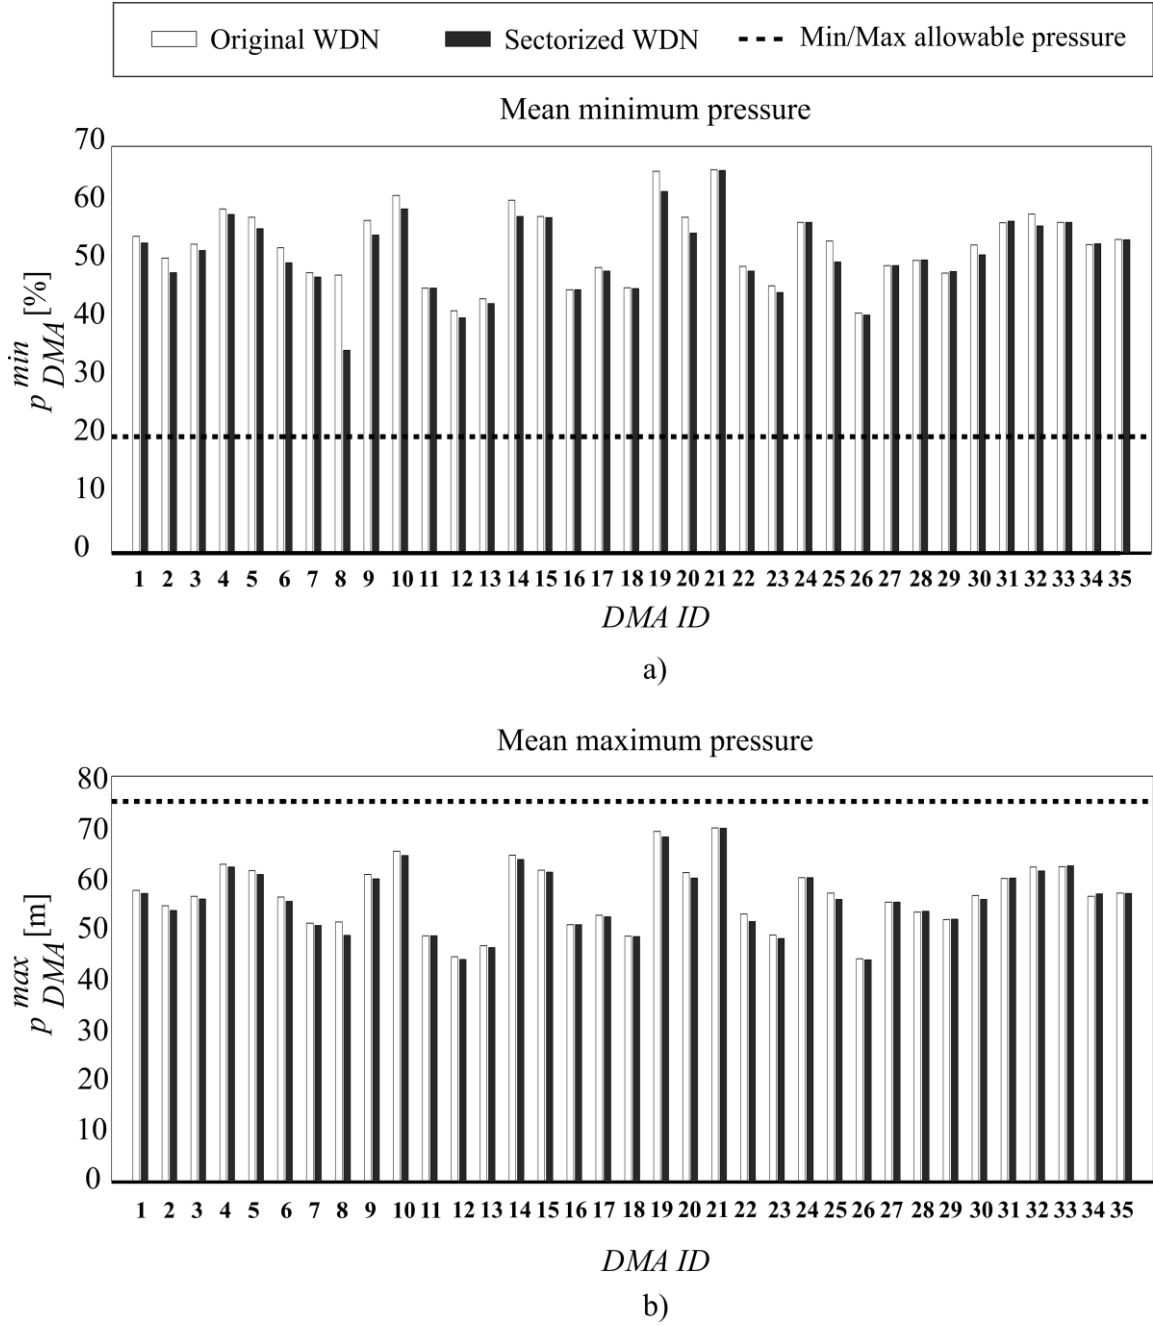 Original WDN Sectorized WDN Min/Max allowable pressure
Mean minimum pressure
70
60
50
40
30
20
10
0
p min DMA [%]
1 2 3 4 5 6 7 8 9 10 11 12 13 14 15 16 17 18 19 20 21 22 23 24 25 26 27 28 29 30 31 32 33 34 35
DMA ID
a)
Mean maximum pressure
80
70
60
50
40
30
20
10
0
p max DMA [m]
1 2 3 4 5 6 7 8 9 10 11 12 13 14 15 16 17 18 19 20 21 22 23 24 25 26 27 28 29 30 31 32 33 34 35
DMA ID
b)